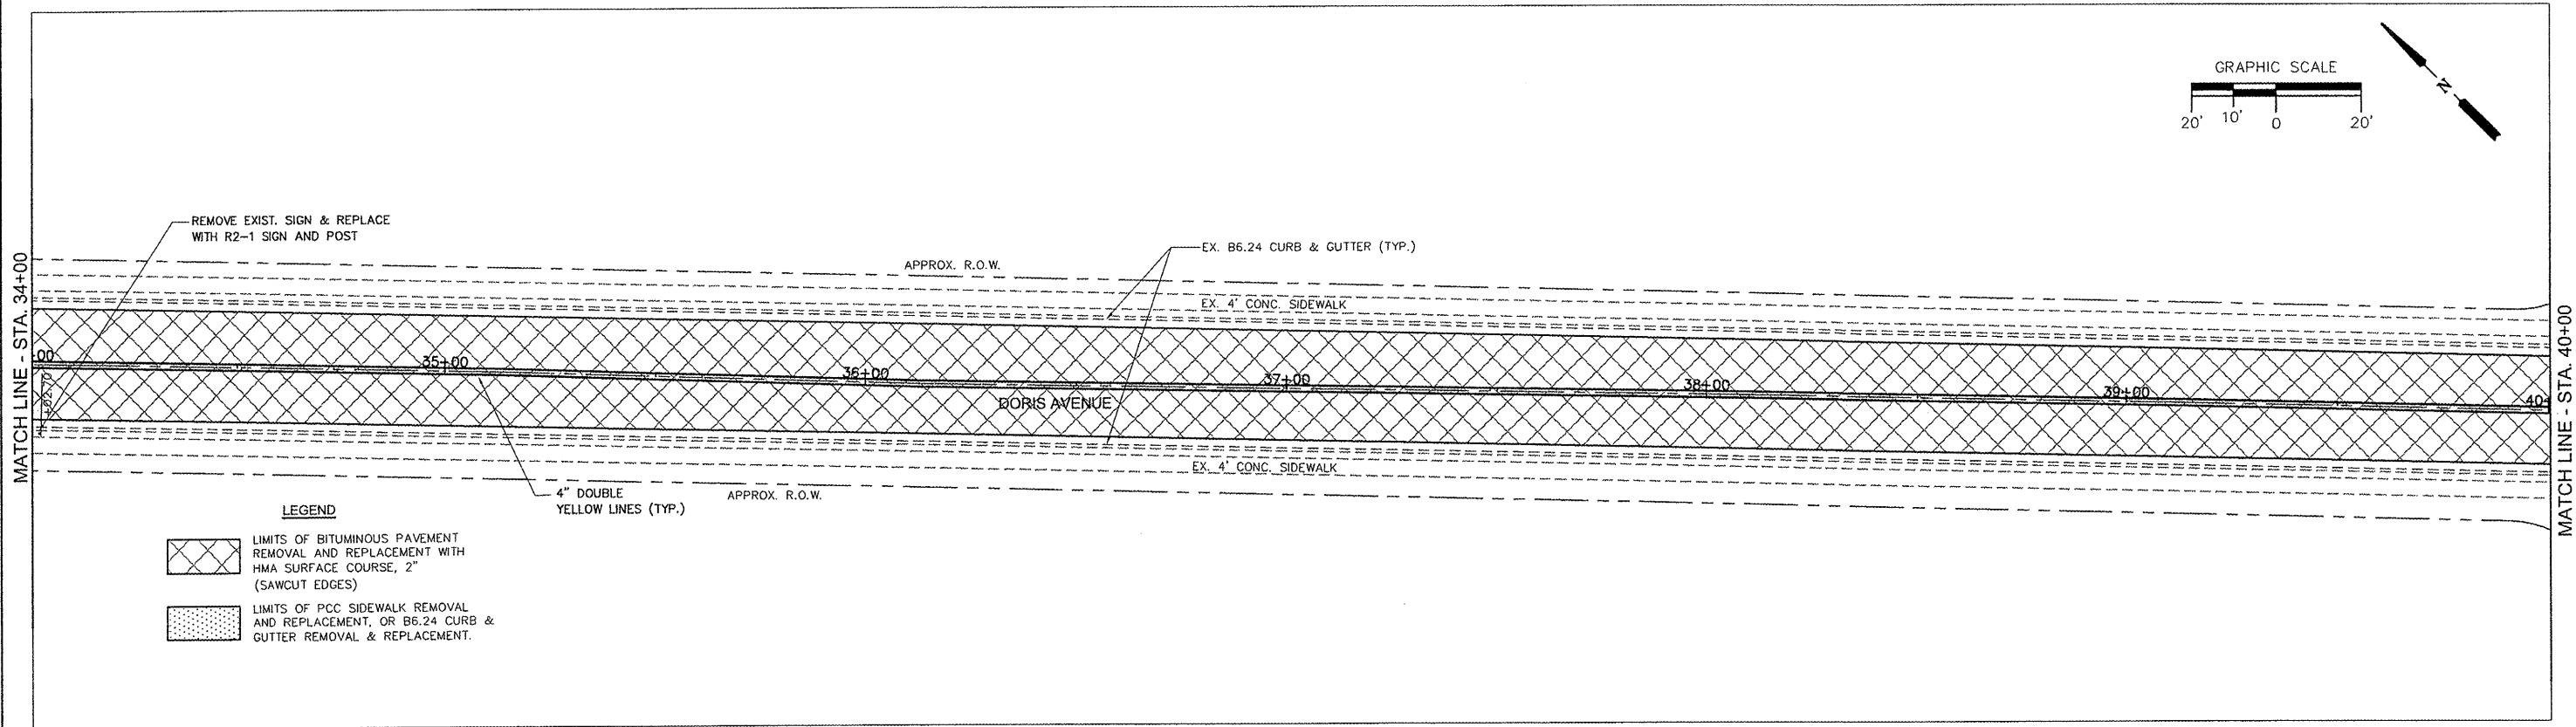 GRAPHIC SCALE
N
20' 10' 0 20'
REMOVE EXIST. SIGN & REPLACE
WITH R2-1 SIGN AND POST
EX. B6.24 CURB & GUTTER (TYP.)
APPROX. R.O.W.
EX. 4' CONC. SIDEWALK
MATCH LINE - STA. 34+00
MATCH LINE - STA. 40+00
+00
35+00
36+00
37+00
38+00
39+00
40+
+02.70
DORIS AVENUE
EX. 4' CONC. SIDEWALK
4" DOUBLE
YELLOW LINES (TYP.)
APPROX. R.O.W.
LEGEND
LIMITS OF BITUMINOUS PAVEMENT
REMOVAL AND REPLACEMENT WITH
HMA SURFACE COURSE, 2"
(SAWCUT EDGES)
LIMITS OF PCC SIDEWALK REMOVAL
AND REPLACEMENT, OR B6.24 CURB &
GUTTER REMOVAL & REPLACEMENT.